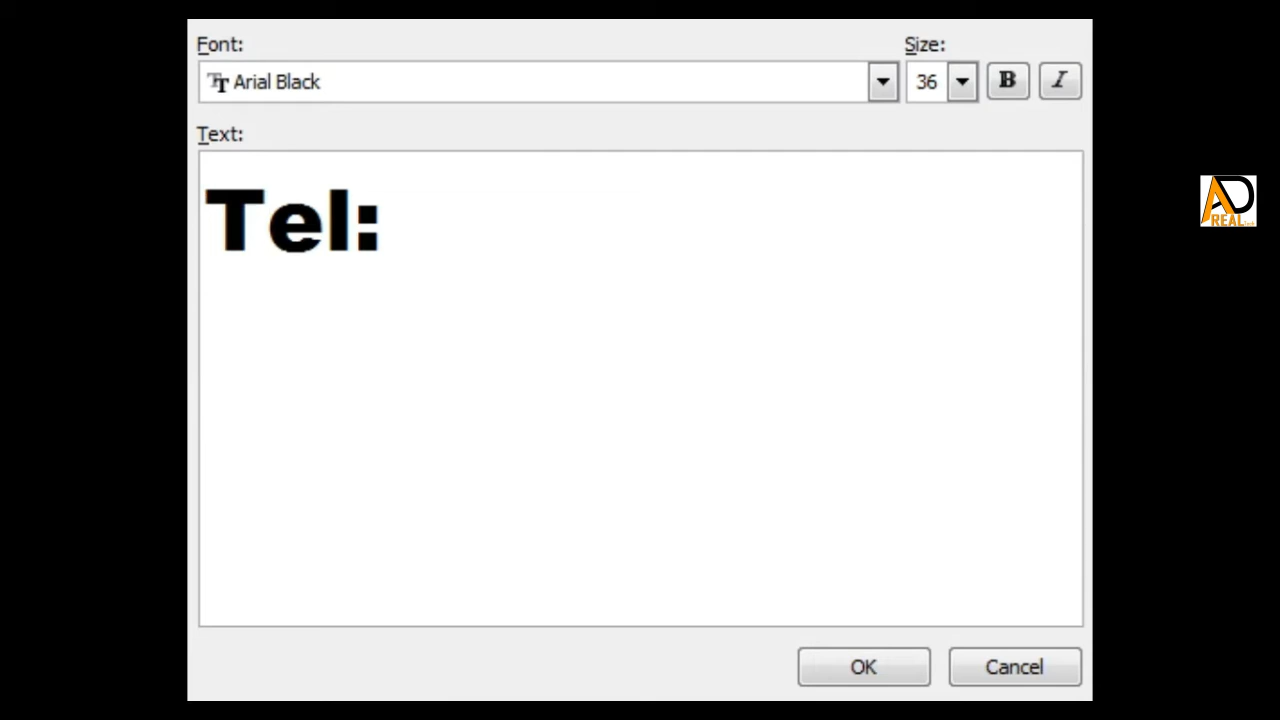 Font:
Size:
Arial Black
36
B
I
Text:
Tel:
OK
Cancel
AD
REAL